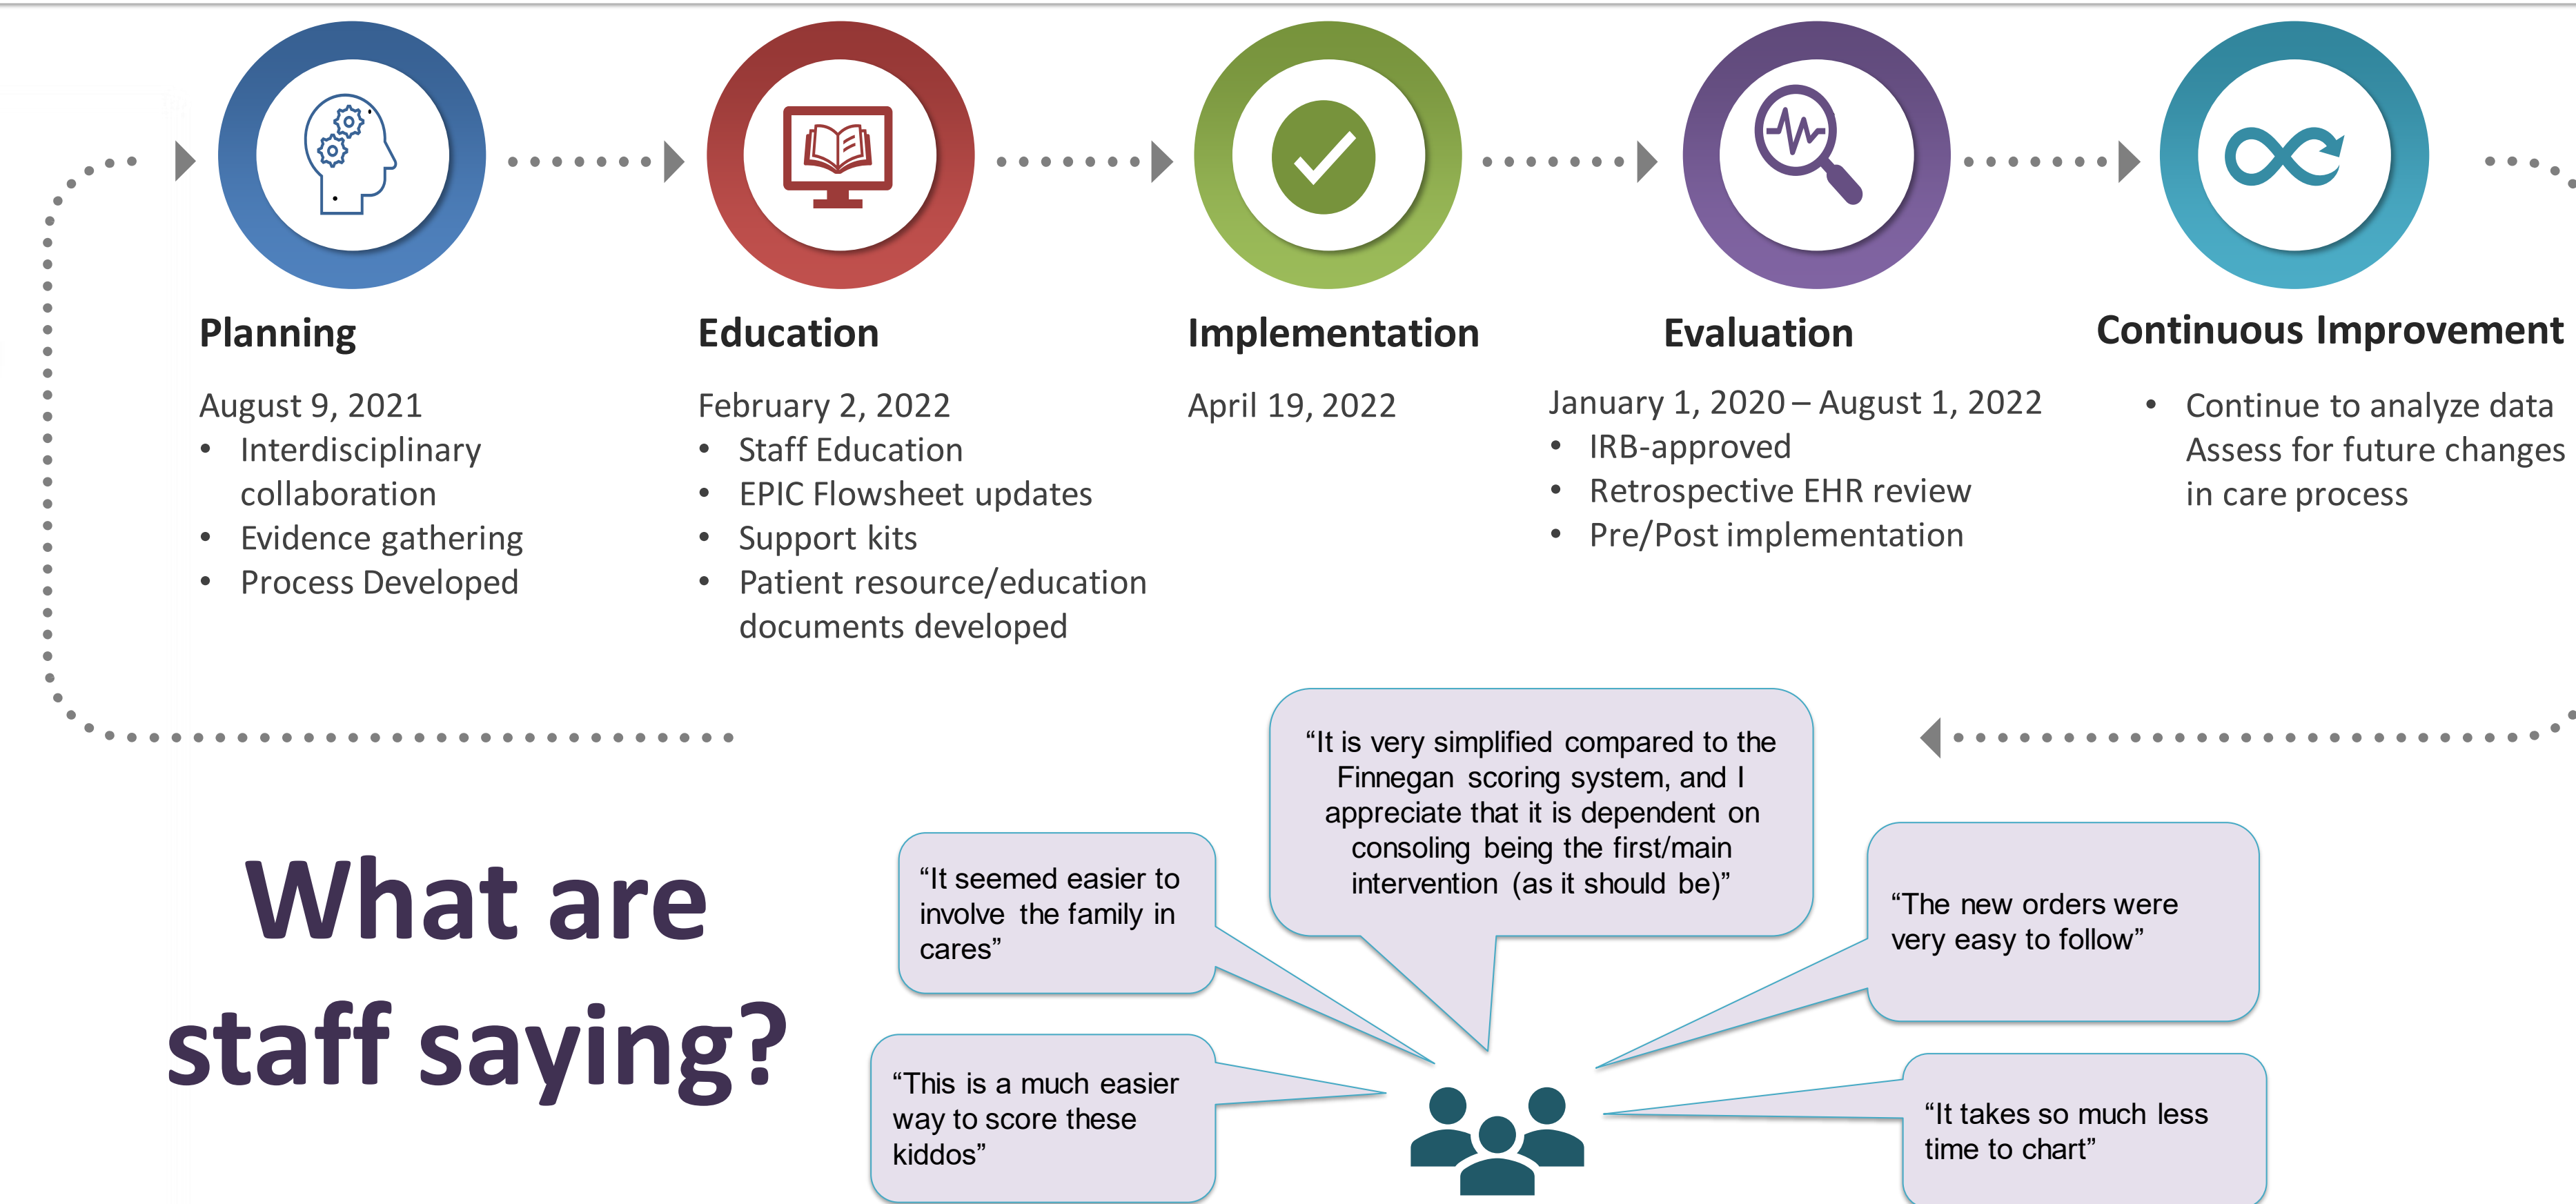 Planning
August 9, 2021
• Interdisciplinary
collaboration
• Evidence gathering
• Process Developed
Education
February 2, 2022
• Staff Education
• EPIC Flowsheet updates
• Support kits
• Patient resource/education
documents developed
Implementation
April 19, 2022
Evaluation
January 1, 2020 – August 1, 2022
• IRB-approved
• Retrospective EHR review
• Pre/Post implementation
Continuous Improvement
• Continue to analyze data
Assess for future changes
in care process
What are
staff saying?
“It seemed easier to
involve the family in
cares”
“This is a much easier
way to score these
kiddos”
“It is very simplified compared to the
Finnegan scoring system, and I
appreciate that it is dependent on
consoling being the first/main
intervention (as it should be)”
“The new orders were
very easy to follow”
“It takes so much less
time to chart”